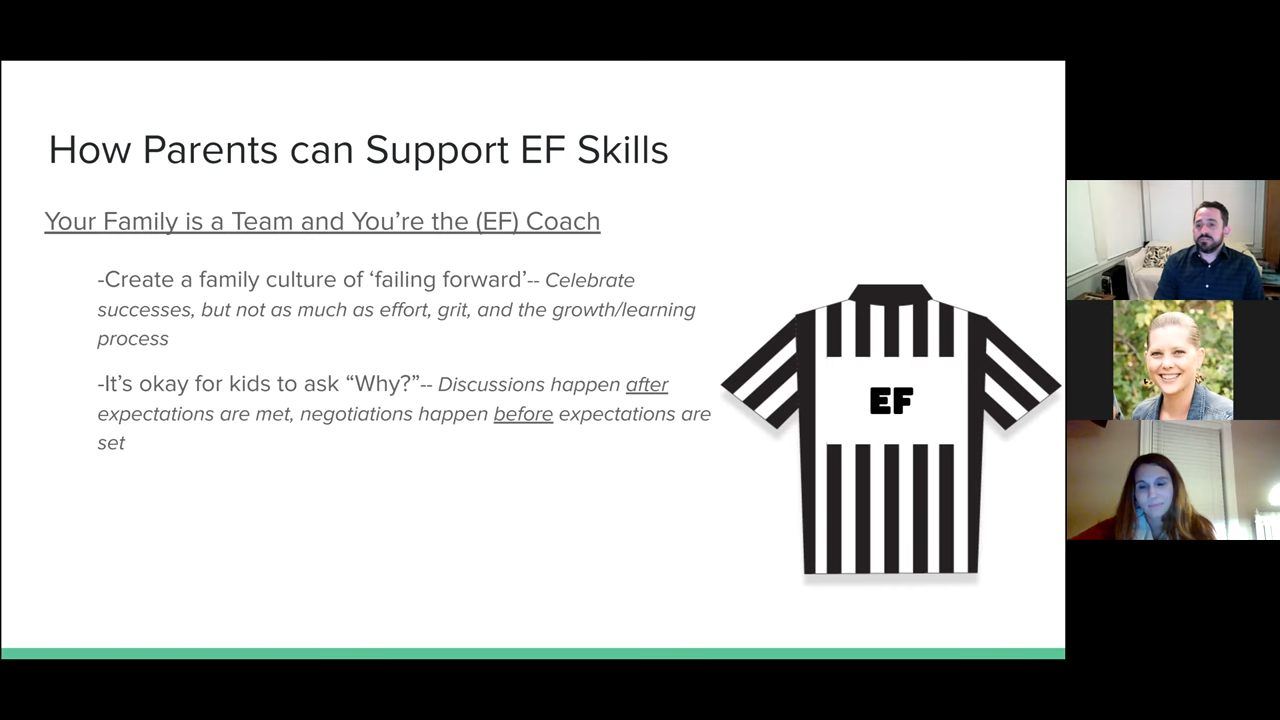 How Parents can Support EF Skills
Your Family is a Team and You’re the (EF) Coach
-Create a family culture of ‘failing forward’-- Celebrate
successes, but not as much as effort, grit, and the growth/learning
process
-It’s okay for kids to ask “Why?”-- Discussions happen after
expectations are met, negotiations happen before expectations are
set
EF